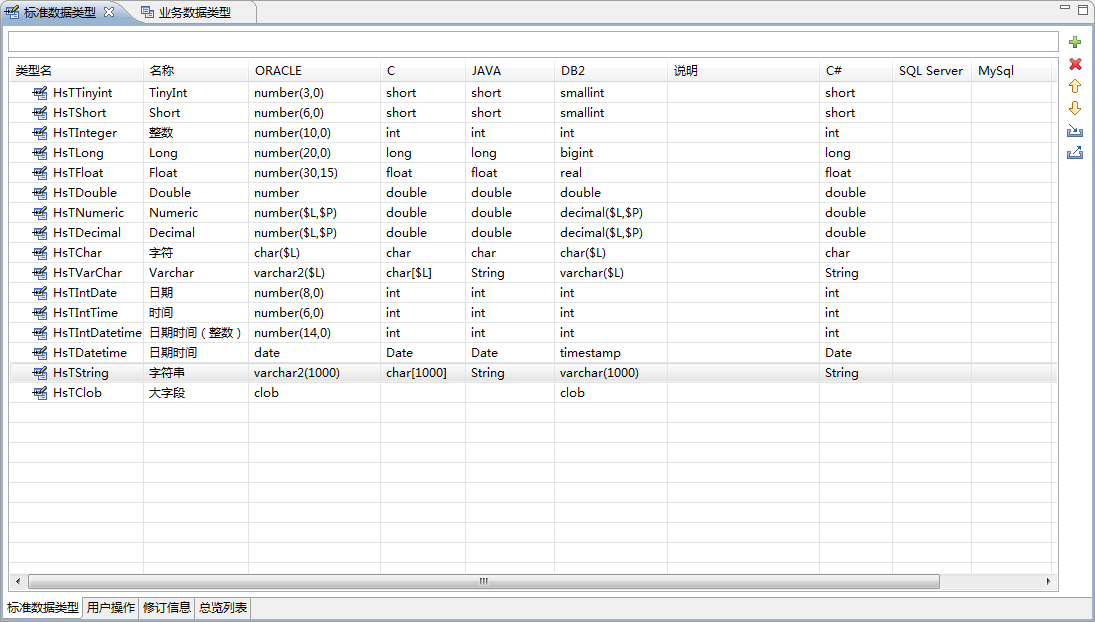 标准数据类型 业务数据类型
类型名 名称 ORACLE C JAVA DB2 说明 C# SQL Server MySql
HsTTinyint TinyInt number(3,0) short short smallint short
HsTShort Short number(6,0) short short smallint short
HsTInteger 整数 number(10,0) int int int int
HsTLong Long number(20,0) long long bigint long
HsTFloat Float number(30,15) float float real float
HsTDouble Double number double double double double
HsTNumeric Numeric number($L,$P) double double decimal($L,$P) double
HsTDecimal Decimal number($L,$P) double double decimal($L,$P) double
HsTChar 字符 char($L) char char char($L) char
HsTVarChar Varchar varchar2($L) char[$L] String varchar($L) String
HsTIntDate 日期 number(8,0) int int int int
HsTIntTime 时间 number(6,0) int int int int
HsTIntDatetime 日期时间（整数） number(14,0) int int int int
HsTDatetime 日期时间 date Date Date timestamp Date
HsTString 字符串 varchar2(1000) char[1000] String varchar(1000) String
HsTClob 大字段 clob clob
标准数据类型 用户操作 修订信息 总览列表